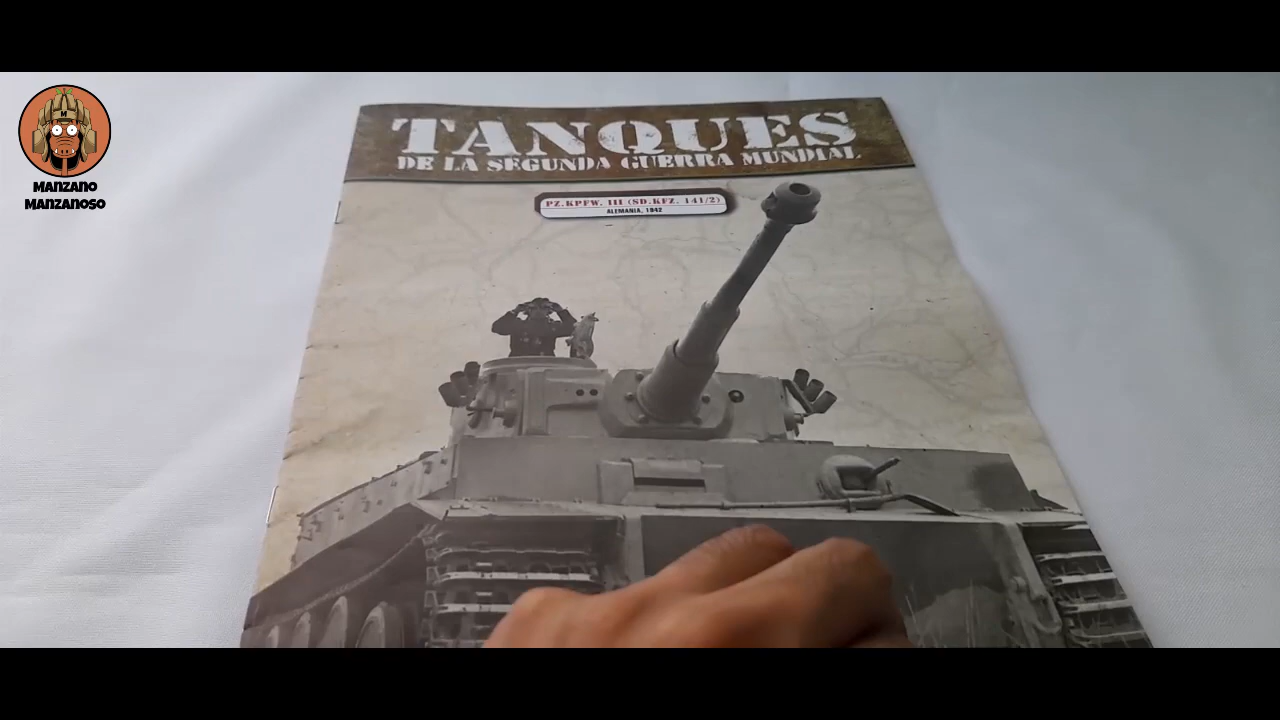 MANZANO
MANZANOSO
TANQUES
DE LA SEGUNDA GUERRA MUNDIAL
PZ.KPFW. III (SD.KFZ. 141/2)
ALEMANIA, 1942